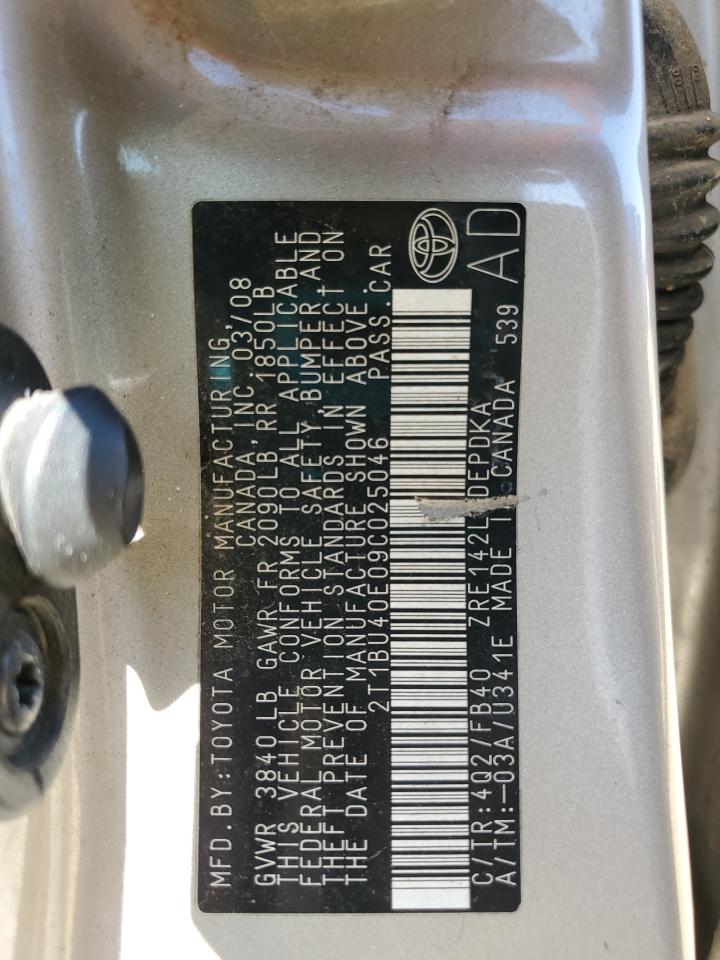 MFD.BY:TOYOTA MOTOR MANUFACTURING,
CANADA,INC 03/08
GVWR 3840 LB GAWR FR 2090LB RR 1850LB
THIS VEHICLE CONFORMS TO ALL APPLICABLE
FEDERAL MOTOR VEHICLE SAFETY,BUMPER,AND
THEFT PREVENTION STANDARDS IN EFFECT ON
THE DATE OF MANUFACTURE SHOWN ABOVE.
2T1BU40E09C025046 PASS.CAR
C/TR:4Q2/FB40 ZRE142L DEPDKA
A/TM:-03A/U341E MADE I CANADA 539
AD